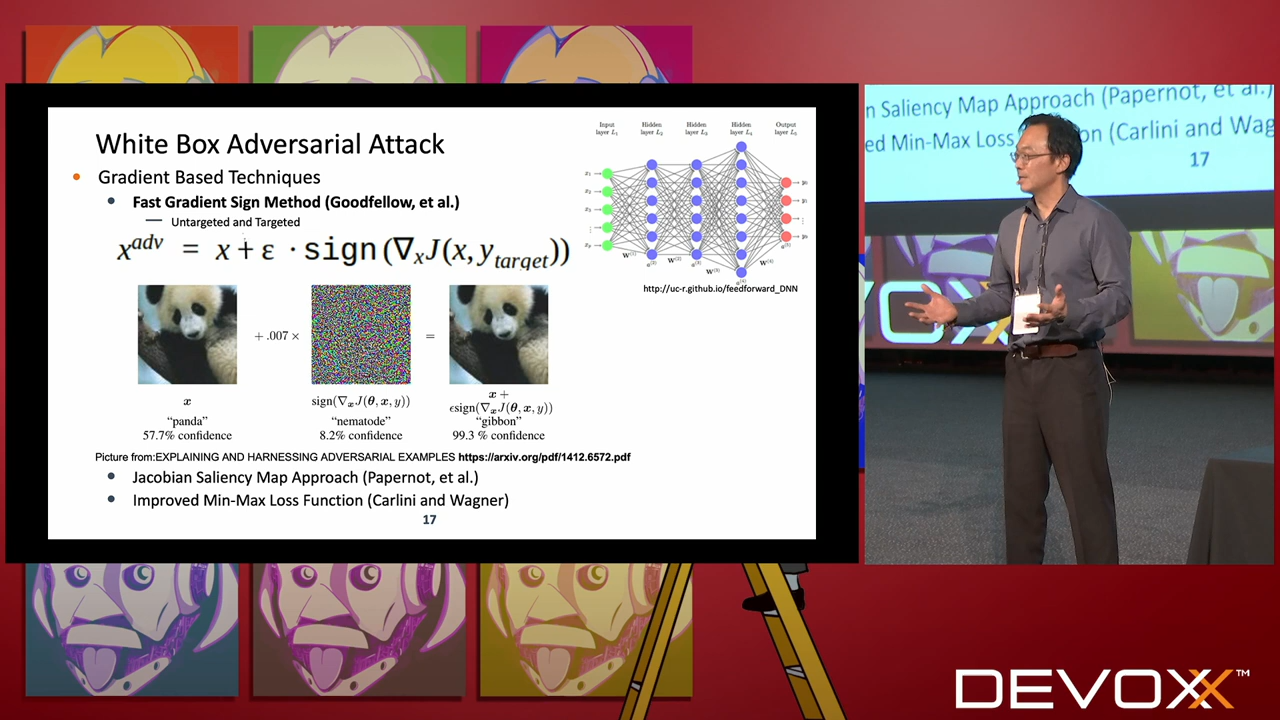 White Box Adversarial Attack
Gradient Based Techniques
Fast Gradient Sign Method (Goodfellow, et al.)
Untargeted and Targeted
x^adv = x + ε · sign(∇ₓJ(x, y_target))
Input layer L₁
Hidden layer L₂
Hidden layer L₃
Hidden layer L₄
Output layer L₅
http://uc-r.github.io/feedforward_DNN
+ .007 ×
=
x
"panda"
57.7% confidence
sign(∇ₓJ(θ, x, y))
"nematode"
8.2% confidence
x +
ϵsign(∇ₓJ(θ, x, y))
"gibbon"
99.3 % confidence
Picture from:EXPLAINING AND HARNESSING ADVERSARIAL EXAMPLES https://arxiv.org/pdf/1412.6572.pdf
Jacobian Saliency Map Approach (Papernot, et al.)
Improved Min-Max Loss Function (Carlini and Wagner)
17
n Saliency Map Approach (Papernot, et al.)
ed Min-Max Loss
on (Carlini and Wag
17
VOX
DEVOXX™